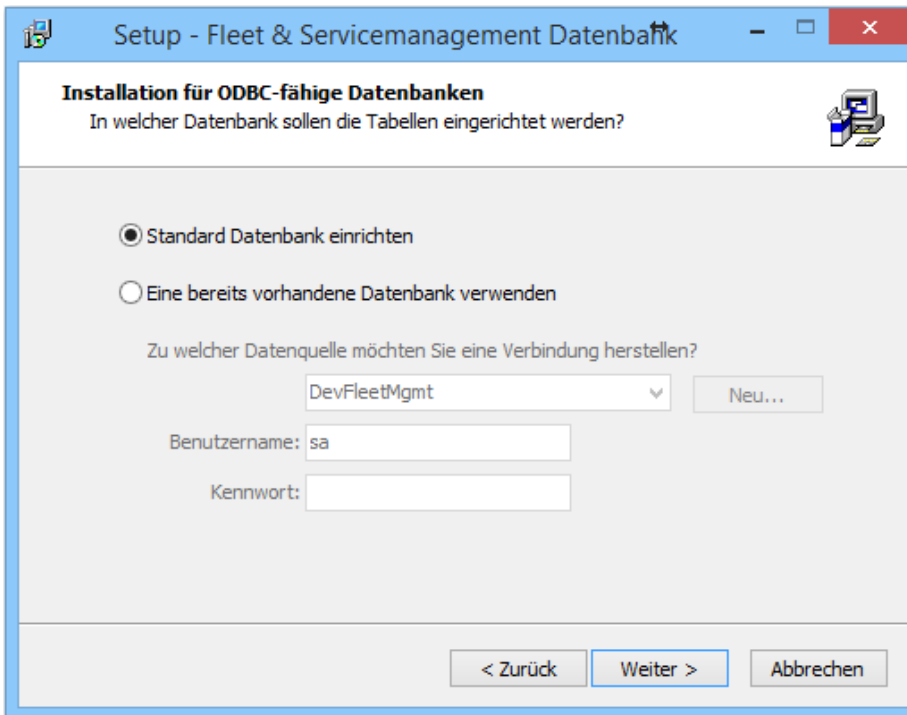 Setup - Fleet & Servicemanagement Datenbank
Installation für ODBC-fähige Datenbanken
In welcher Datenbank sollen die Tabellen eingerichtet werden?
Standard Datenbank einrichten
Eine bereits vorhandene Datenbank verwenden
Zu welcher Datenquelle möchten Sie eine Verbindung herstellen?
DevFleetMgmt Neu...
Benutzername: sa
Kennwort:
< Zurück Weiter > Abbrechen